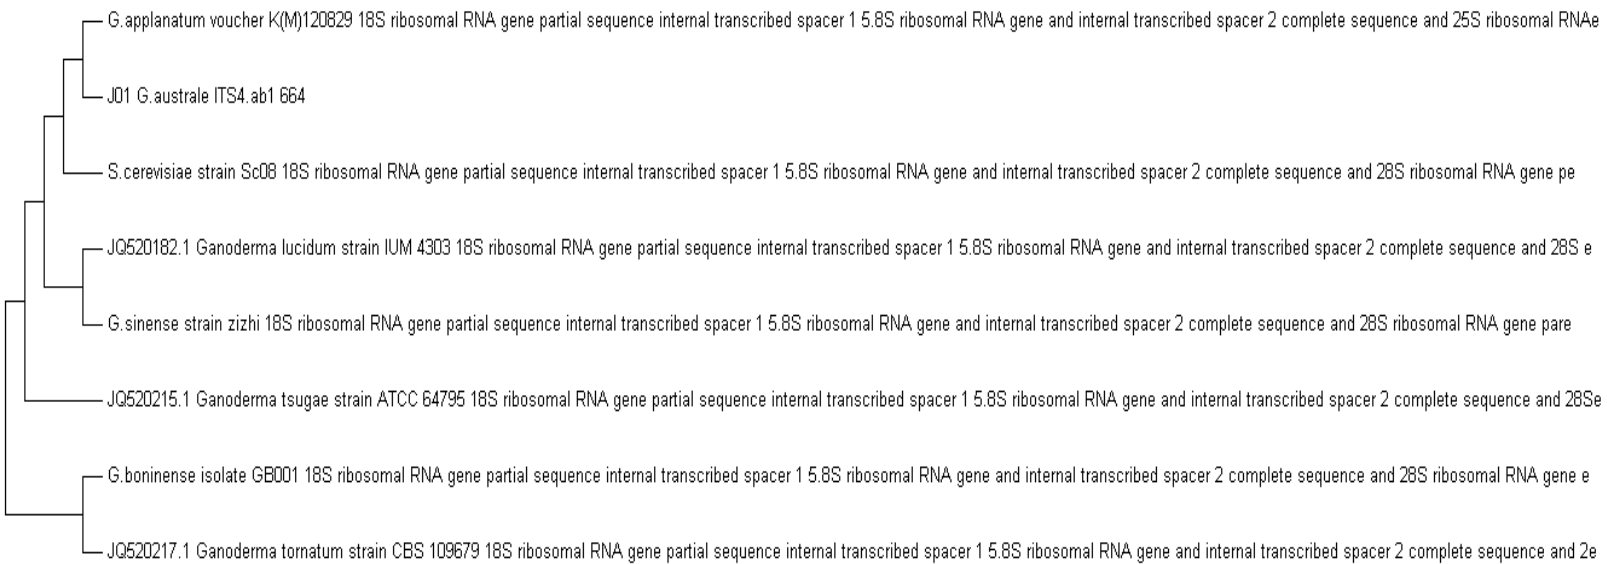 G.applanatum voucher K(M)120829 18S ribosomal RNA gene partial sequence internal transcribed spacer 1 5.8S ribosomal RNA gene and internal transcribed spacer 2 complete sequence and 25S ribosomal RNAe
J01 G.australe ITS4.ab1 664
S.cerevisiae strain Sc08 18S ribosomal RNA gene partial sequence internal transcribed spacer 1 5.8S ribosomal RNA gene and internal transcribed spacer 2 complete sequence and 28S ribosomal RNA gene pe
JQ520182.1 Ganoderma lucidum strain IUM 4303 18S ribosomal RNA gene partial sequence internal transcribed spacer 1 5.8S ribosomal RNA gene and internal transcribed spacer 2 complete sequence and 28S e
G.sinense strain zizhi 18S ribosomal RNA gene partial sequence internal transcribed spacer 1 5.8S ribosomal RNA gene and internal transcribed spacer 2 complete sequence and 28S ribosomal RNA gene pare
JQ520215.1 Ganoderma tsugae strain ATCC 64795 18S ribosomal RNA gene partial sequence internal transcribed spacer 1 5.8S ribosomal RNA gene and internal transcribed spacer 2 complete sequence and 28Se
G.boninense isolate GB001 18S ribosomal RNA gene partial sequence internal transcribed spacer 1 5.8S ribosomal RNA gene and internal transcribed spacer 2 complete sequence and 28S ribosomal RNA gene e
JQ520217.1 Ganoderma tornatum strain CBS 109679 18S ribosomal RNA gene partial sequence internal transcribed spacer 1 5.8S ribosomal RNA gene and internal transcribed spacer 2 complete sequence and 2e